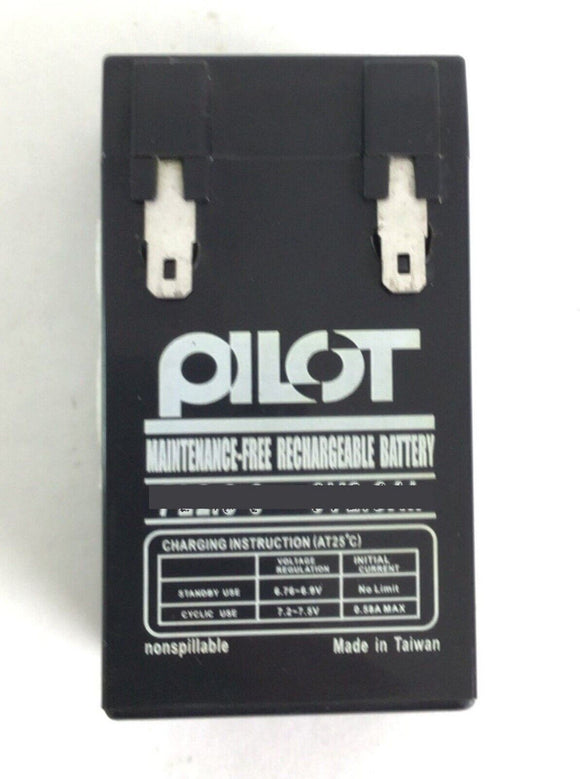 PILOT
MAINTENANCE-FREE RECHARGEABLE BATTERY
CHARGING INSTRUCTION (AT25°C)
VOLTAGE REGULATION INITIAL CURRENT
STANDBY USE 6.76~6.9V No Limit
CYCLIC USE 7.2~7.5V 0.58A MAX
nonspillable Made in Taiwan